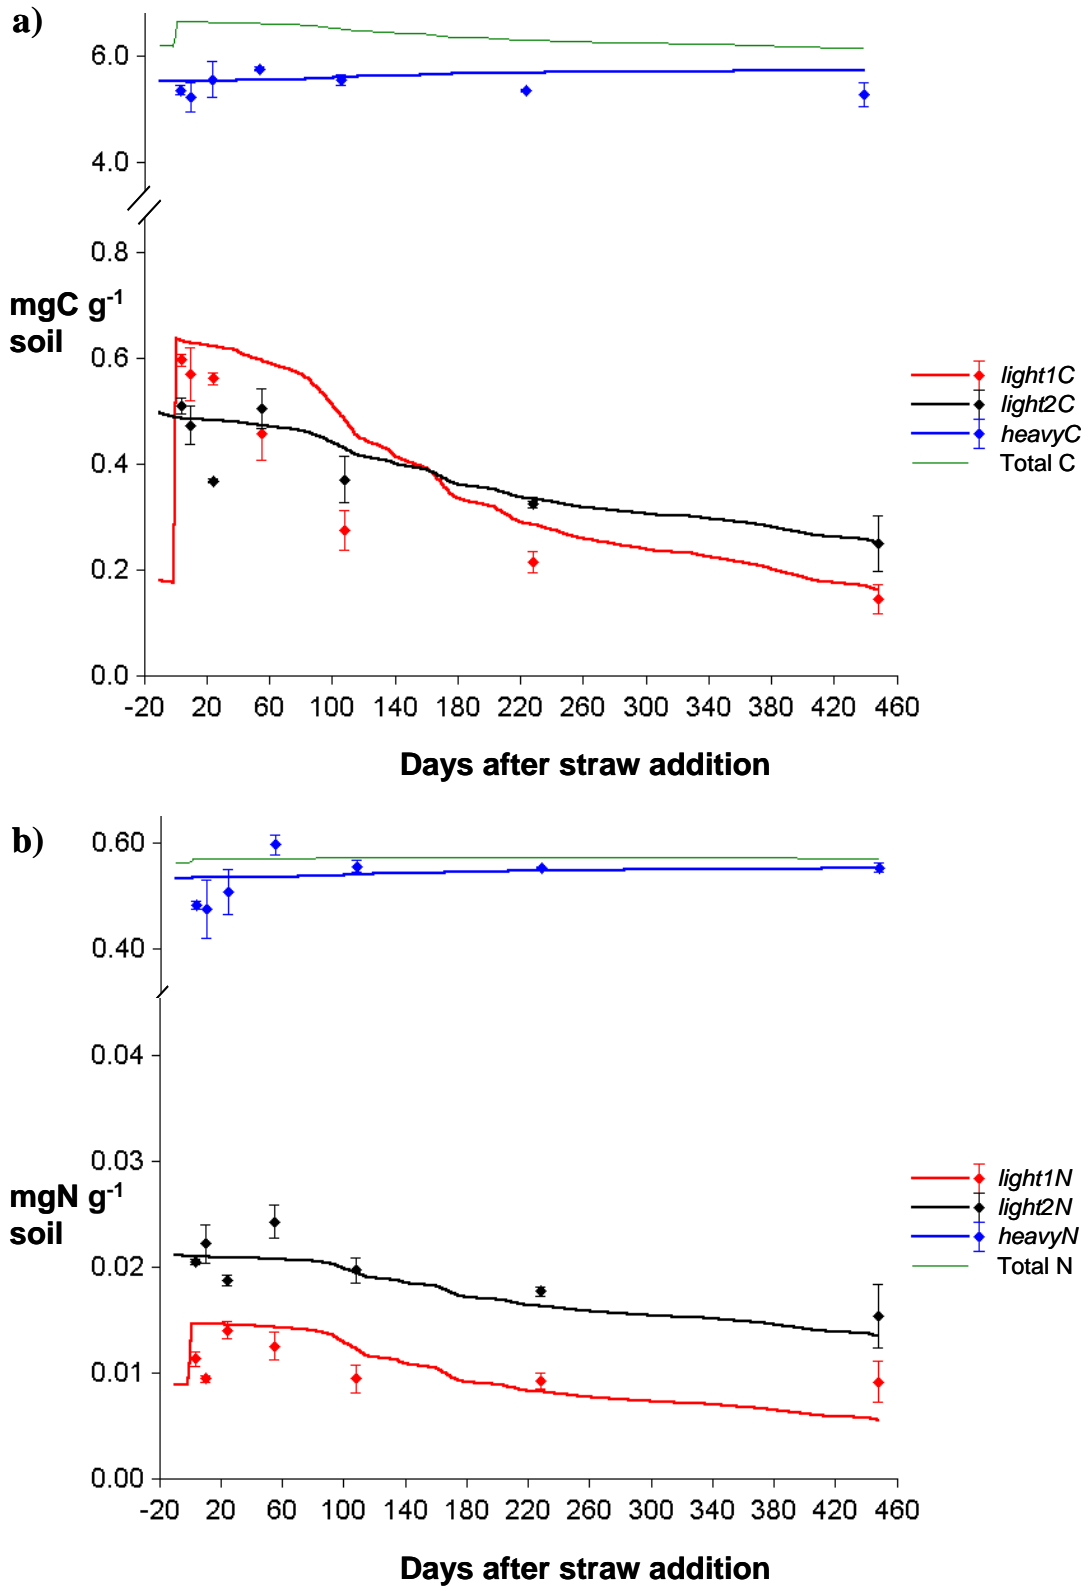 a)
6.0
4.0
0.8
mgC g-1
soil
0.6
0.4
0.2
0.0
light1C
light2C
heavyC
Total C
-20 20 60 100 140 180 220 260 300 340 380 420 460
Days after straw addition
b)
0.60
0.40
0.04
0.03
mgN g-1
soil
0.02
0.01
0.00
light1N
light2N
heavyN
Total N
-20 20 60 100 140 180 220 260 300 340 380 420 460
Days after straw addition